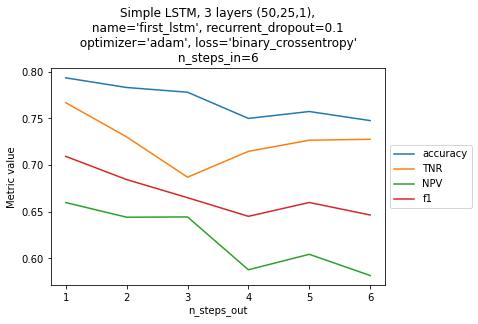 Simple LSTM, 3 layers (50,25,1),
name='first_lstm', recurrent_dropout=0.1
optimizer='adam', loss='binary_crossentropy'
n_steps_in=6
0.80
0.75
0.70
0.65
0.60
Metric value
1 2 3 4 5 6
n_steps_out
accuracy
TNR
NPV
f1